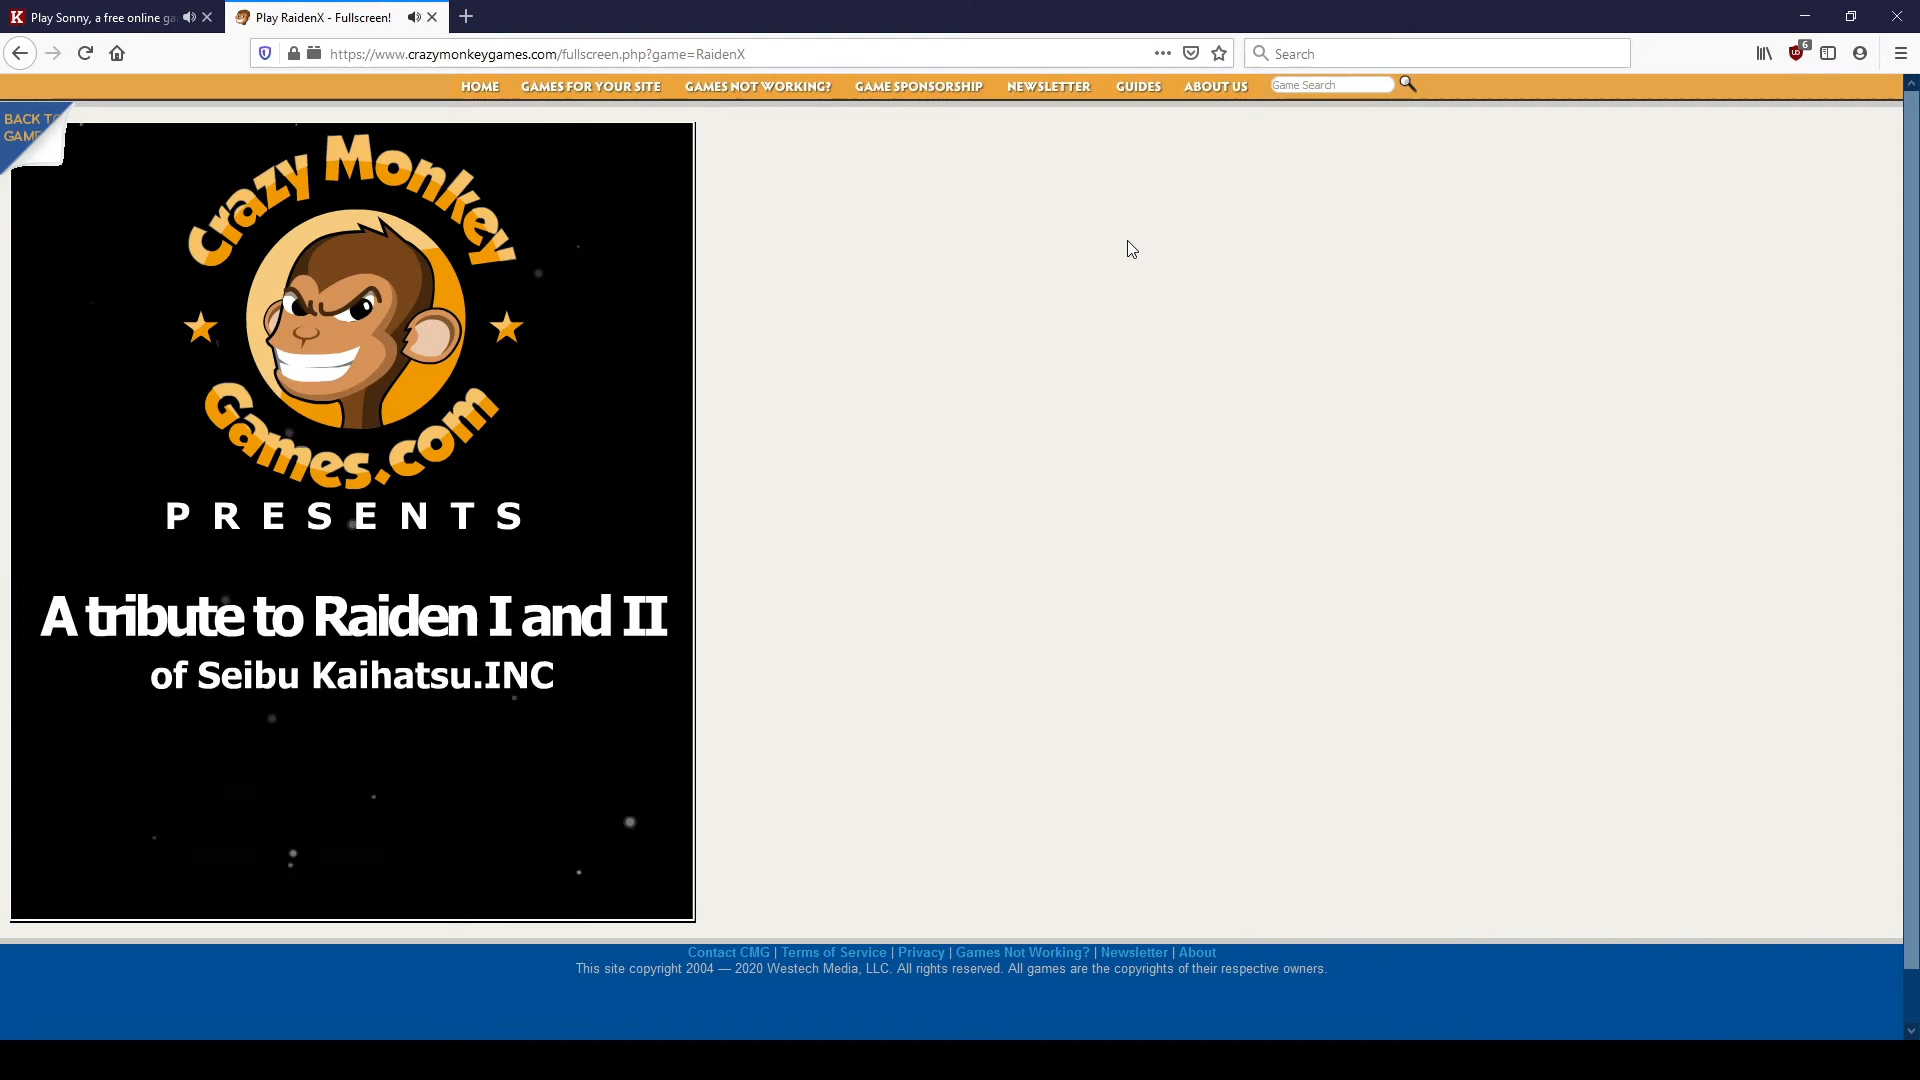 Play Sonny, a free online ga
Play RaidenX - Fullscreen!
https://www.crazymonkeygames.com/fullscreen.php?game=RaidenX
Search
6
HOME
GAMES FOR YOUR SITE
GAMES NOT WORKING?
GAME SPONSORSHIP
NEWSLETTER
GUIDES
ABOUT US
Game Search
BACK TO
GAME
Crazy Monkey
Games.com
PRESENTS
A tribute to Raiden I and II
of Seibu Kaihatsu.INC
Contact CMG | Terms of Service | Privacy | Games Not Working? | Newsletter | About
This site copyright 2004 — 2020 Westech Media, LLC. All rights reserved. All games are the copyrights of their respective owners.